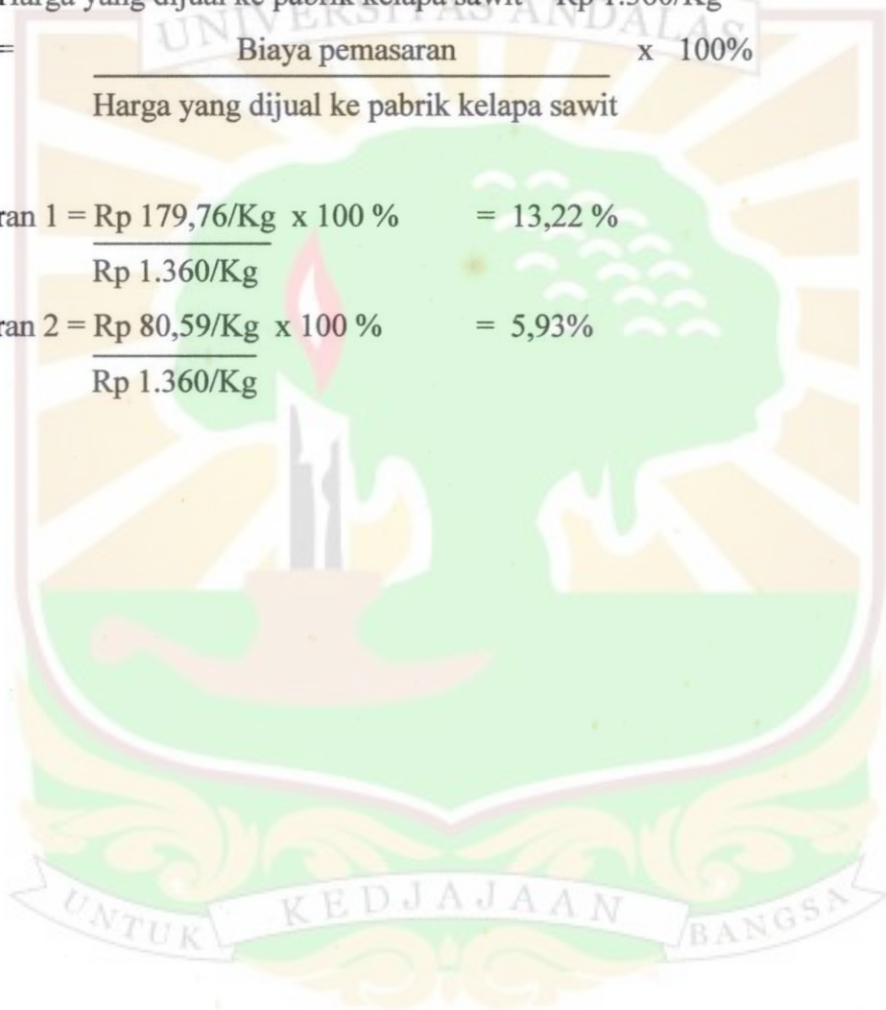 Harga yang dijual ke pabrik kelapa sawit Rp 1.360/Kg
UNIVERSITAS ANDALAS
= Biaya pemasaran x 100%
Harga yang dijual ke pabrik kelapa sawit
ran 1 = Rp 179,76/Kg x 100 % = 13,22 %
Rp 1.360/Kg
ran 2 = Rp 80,59/Kg x 100 % = 5,93%
Rp 1.360/Kg
UNTUK KEDJAJAAN BANGSA